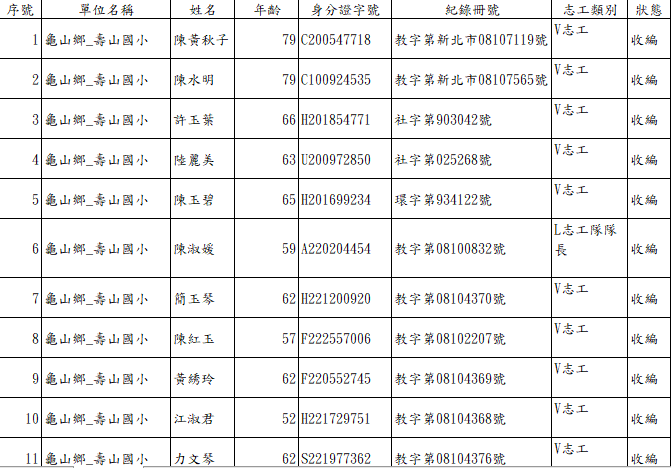 序號 單位名稱 姓名 年齡 身分證字號 紀錄冊號 志工類別 狀態
1 龜山鄉_壽山國小 陳黃秋子 79 C200547718 教字第新北市08107119號 V志工 收編
2 龜山鄉_壽山國小 陳水明 79 C100924535 教字第新北市08107565號 V志工 收編
3 龜山鄉_壽山國小 許玉葉 66 H201854771 社字第903042號 V志工 收編
4 龜山鄉_壽山國小 陸麗美 63 U200972850 社字第025268號 V志工 收編
5 龜山鄉_壽山國小 陳玉碧 65 H201699234 環字第934122號 V志工 收編
6 龜山鄉_壽山國小 陳淑媛 59 A220204454 教字第08100832號 L志工隊隊長 收編
7 龜山鄉_壽山國小 簡玉琴 62 H221200920 教字第08104370號 V志工 收編
8 龜山鄉_壽山國小 陳紅玉 57 F222557006 教字第08102207號 V志工 收編
9 龜山鄉_壽山國小 黃綉玲 62 F220552745 教字第08104369號 V志工 收編
10 龜山鄉_壽山國小 江淑君 52 H221729751 教字第08104368號 V志工 收編
11 龜山鄉_壽山國小 力文琴 62 S221977362 教字第08104376號 V志工 收編